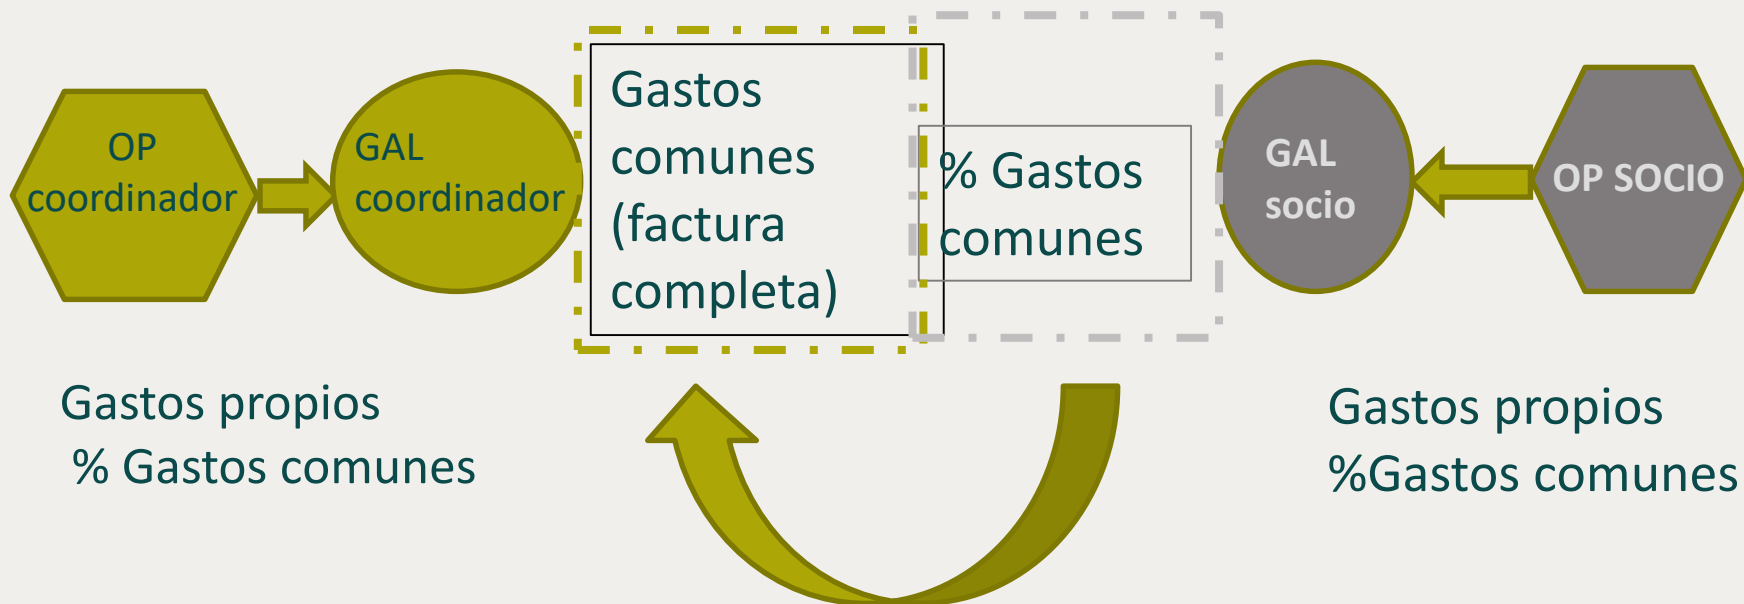 OP
coordinador
GAL
coordinador
Gastos
comunes
(factura
completa)
% Gastos
comunes
GAL
socio
OP SOCIO
Gastos propios
% Gastos comunes
Gastos propios
%Gastos comunes